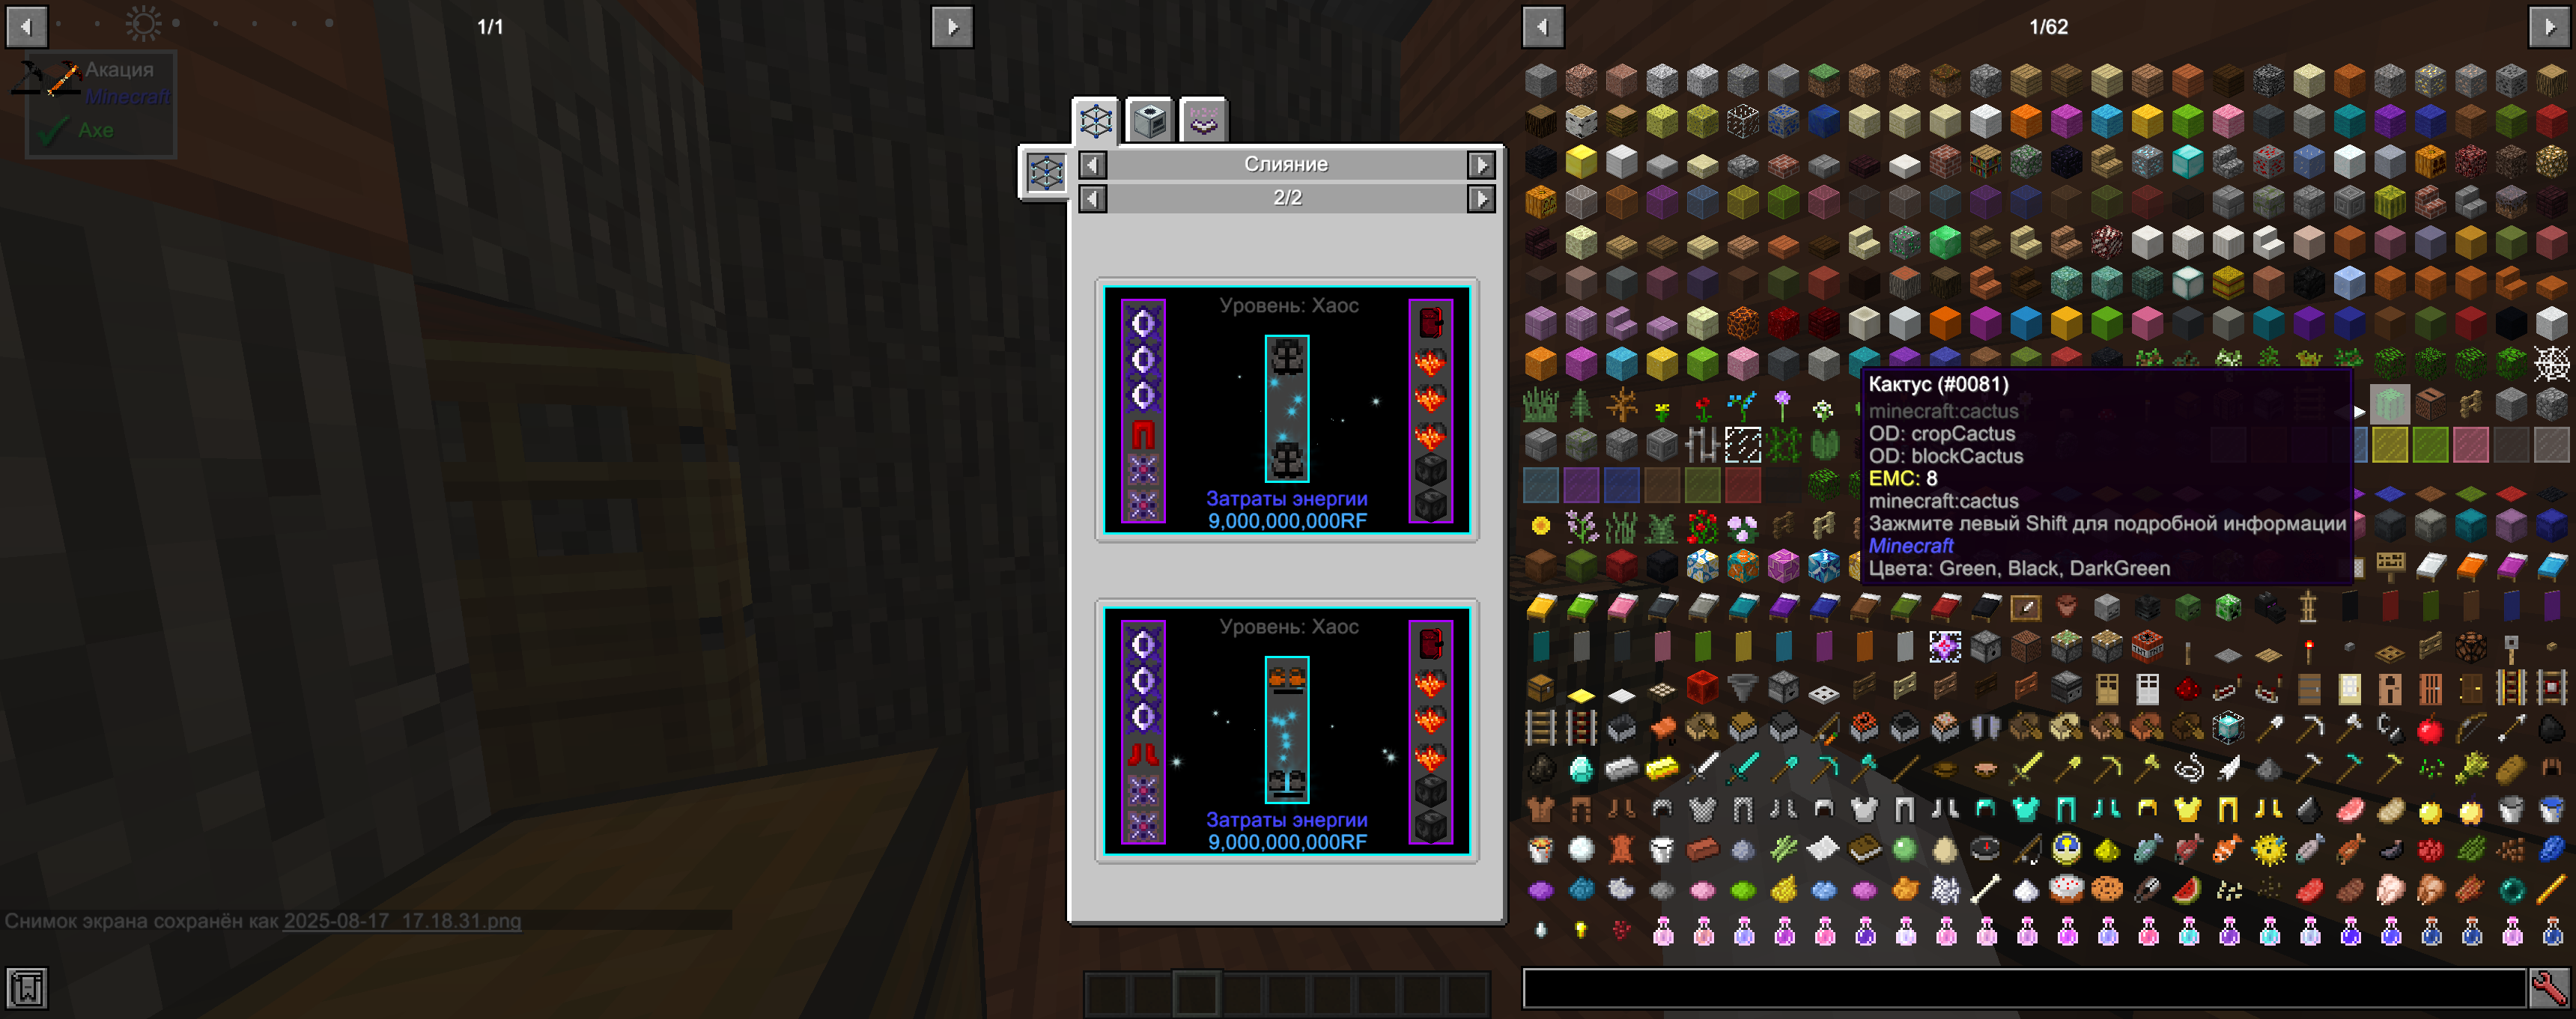 1/1
1/62
Акация
Minecraft
Axe
Слияние
2/2
Уровень: Хаос
Затраты энергии
9,000,000,000RF
Уровень: Хаос
Затраты энергии
9,000,000,000RF
Кактус (#0081)
minecraft:cactus
OD: cropCactus
OD: blockCactus
EMC: 8
minecraft:cactus
Зажмите левый Shift для подробной информации
Minecraft
Цвета: Green, Black, DarkGreen
Снимок экрана сохранён как 2025-08-17_17.18.31.png